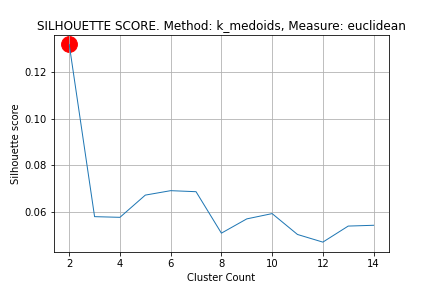 SILHOUETTE SCORE. Method: k_medoids, Measure: euclidean
0.12
0.10
0.08
0.06
Silhouette score
2 4 6 8 10 12 14
Cluster Count